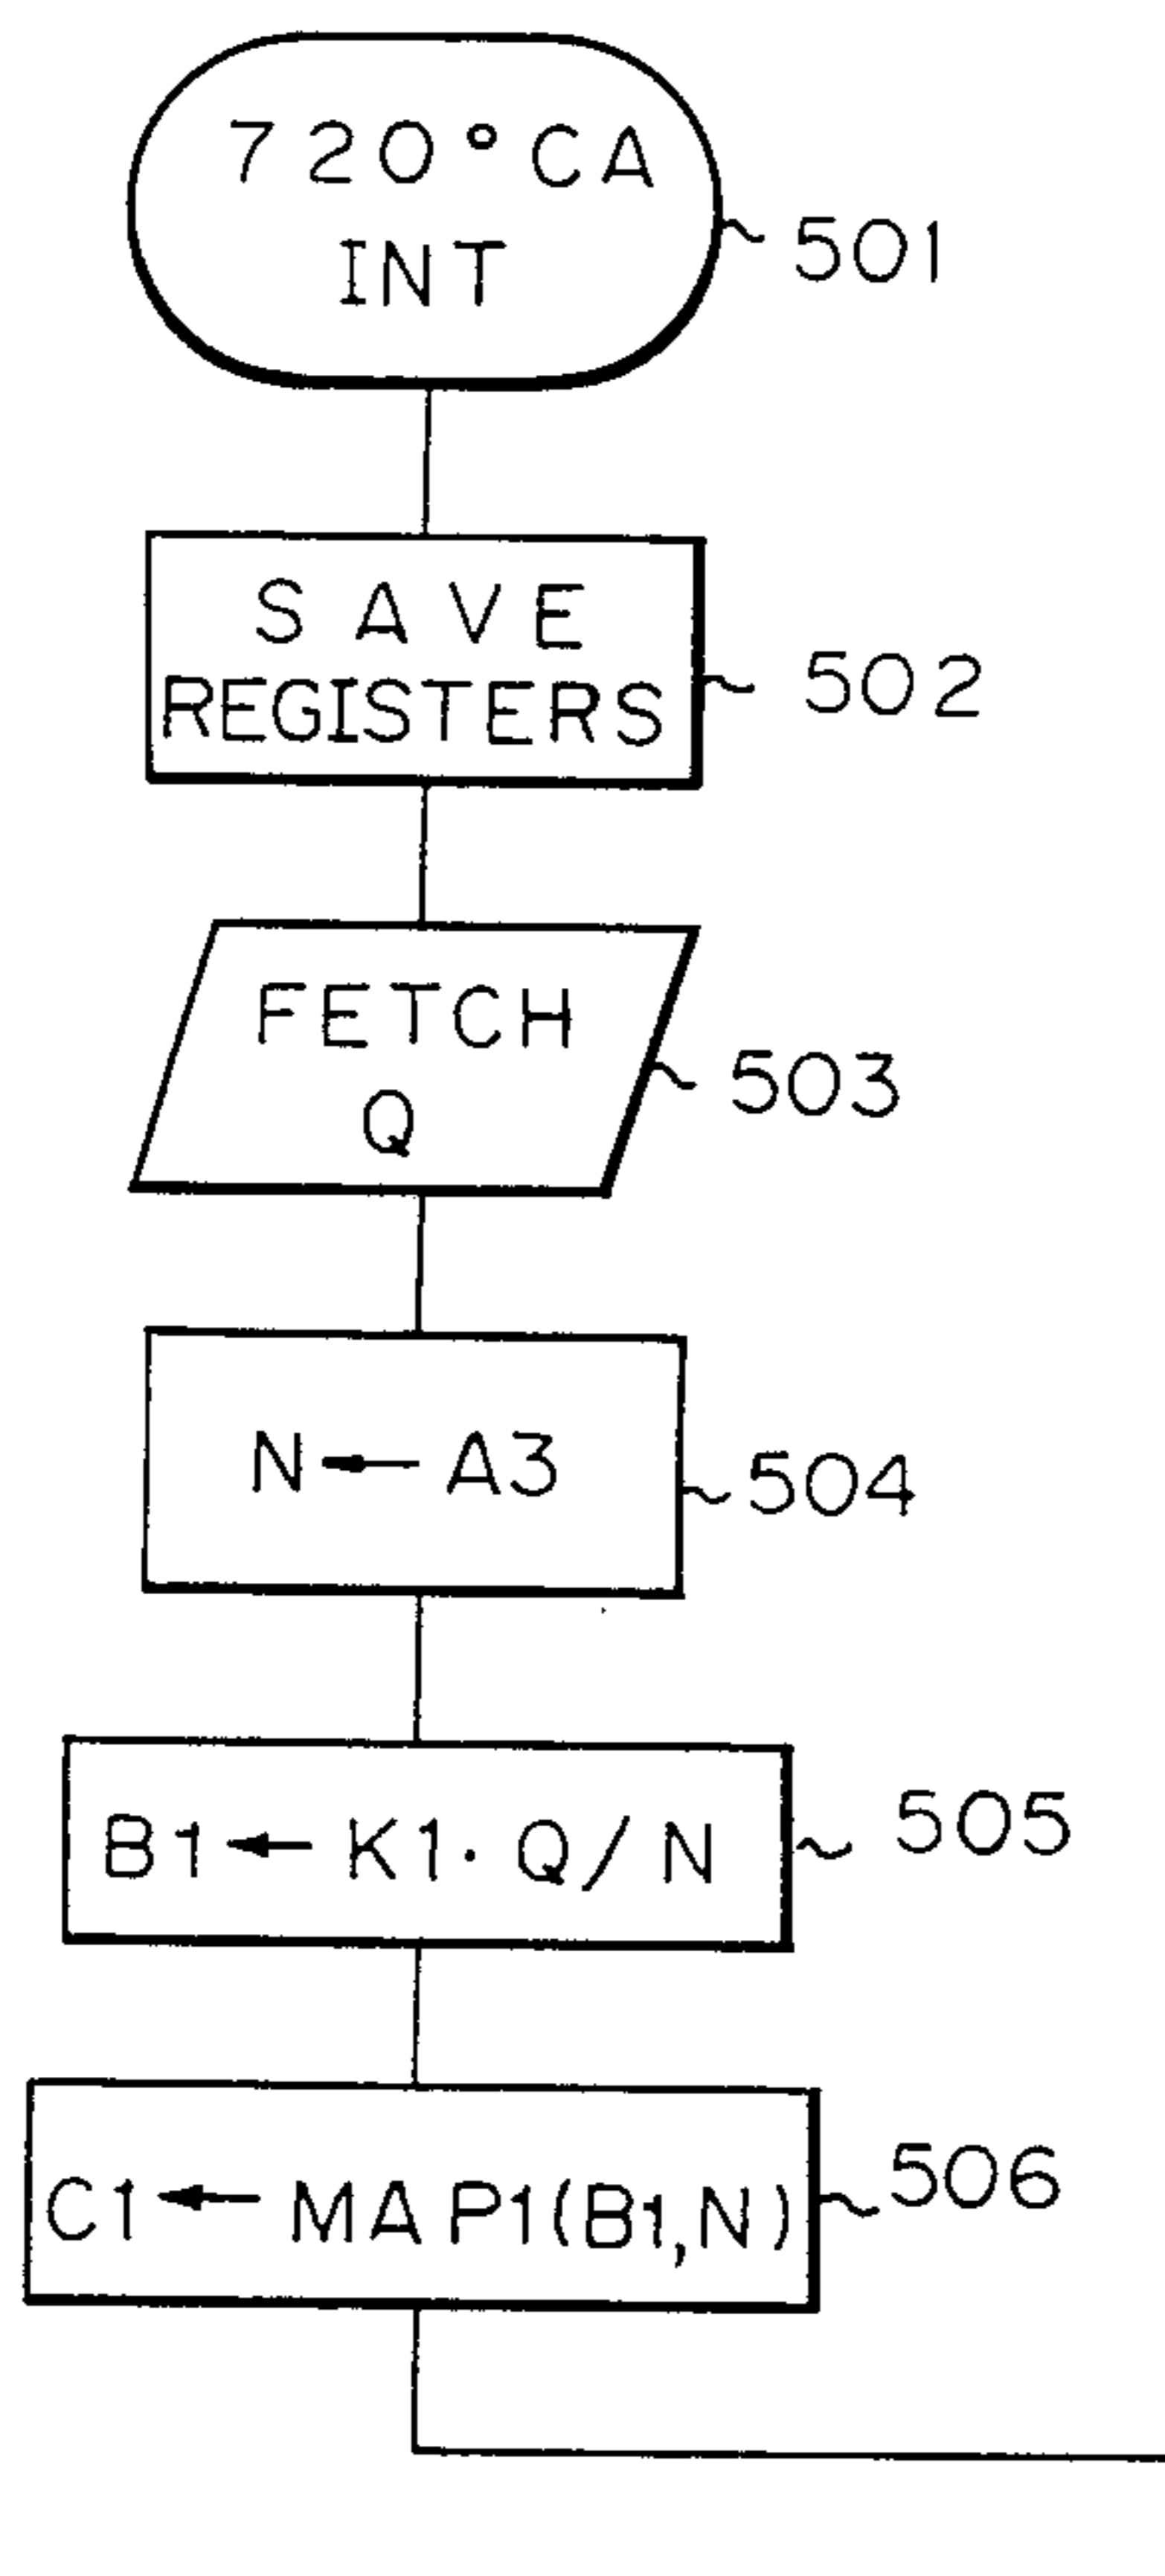 720°CA
INT
501
SAVE
REGISTERS
502
FETCH
Q
503
N ← A3
504
B1 ← K1・Q/N
505
C1 ← MAP1(B1,N)
506